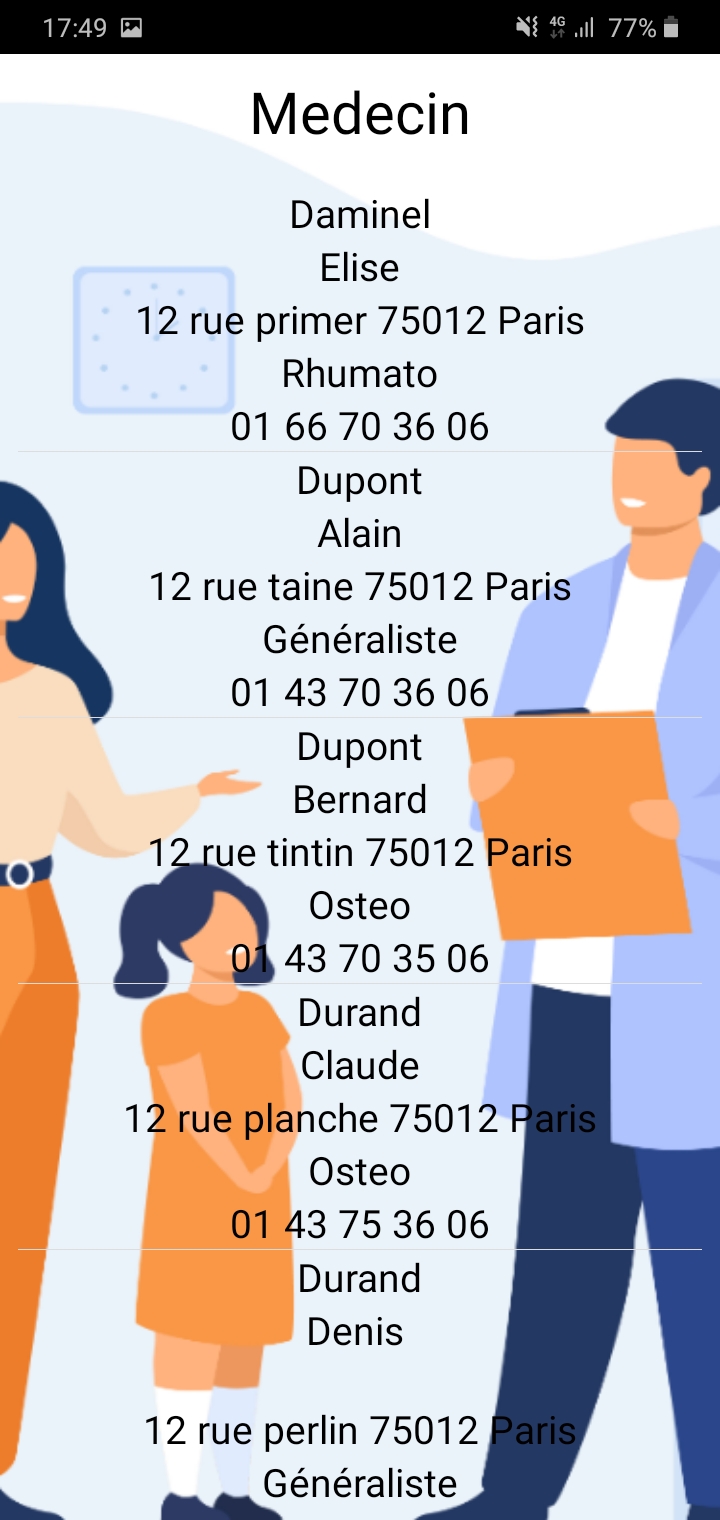 17:49
4G
77%
Medecin
Daminel
Elise
12 rue primer 75012 Paris
Rhumato
01 66 70 36 06
Dupont
Alain
12 rue taine 75012 Paris
Généraliste
01 43 70 36 06
Dupont
Bernard
12 rue tintin 75012 Paris
Osteo
01 43 70 35 06
Durand
Claude
12 rue planche 75012 Paris
Osteo
01 43 75 36 06
Durand
Denis
12 rue perlin 75012 Paris
Généraliste